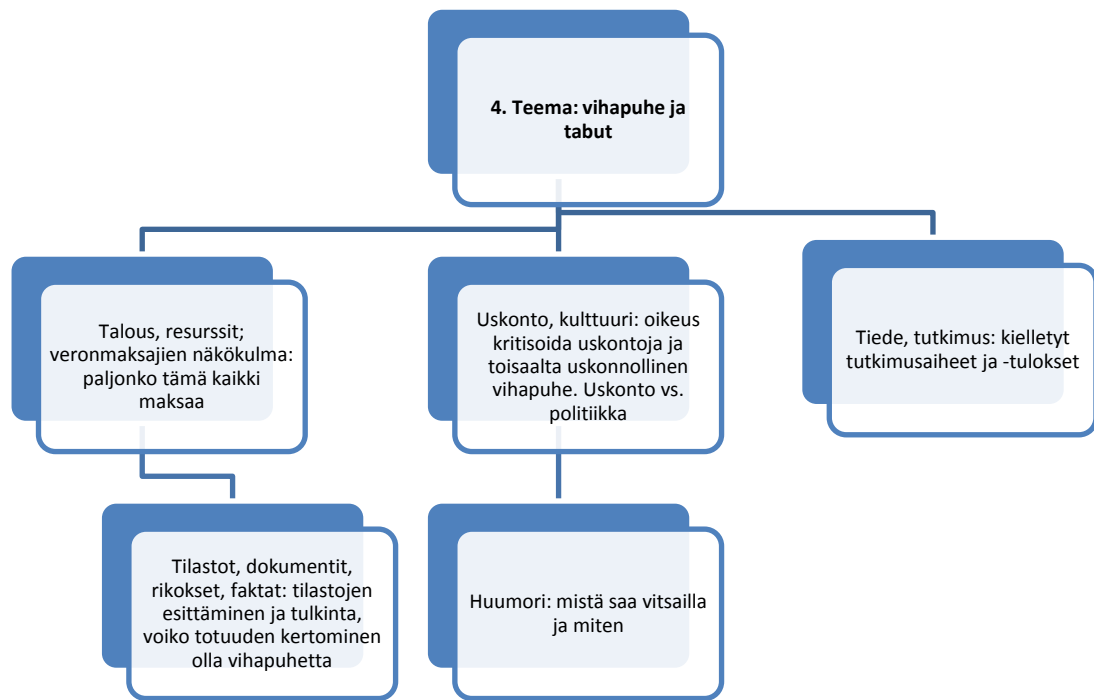 4. Teema: vihapuhe ja
tabut
Talous, resurssit;
veronmaksajien näkökulma:
paljonko tämä kaikki
maksaa
Uskonto, kulttuuri: oikeus
kritisoida uskontoja ja
toisaalta uskonnollinen
vihapuhe. Uskonto vs.
politiikka
Tiede, tutkimus: kielletyt
tutkimusaiheet ja -tulokset
Tilastot, dokumentit,
rikokset, faktat: tilastojen
esittäminen ja tulkinta,
voiko totuuden kertominen
olla vihapuhetta
Huumori: mistä saa vitsailla
ja miten